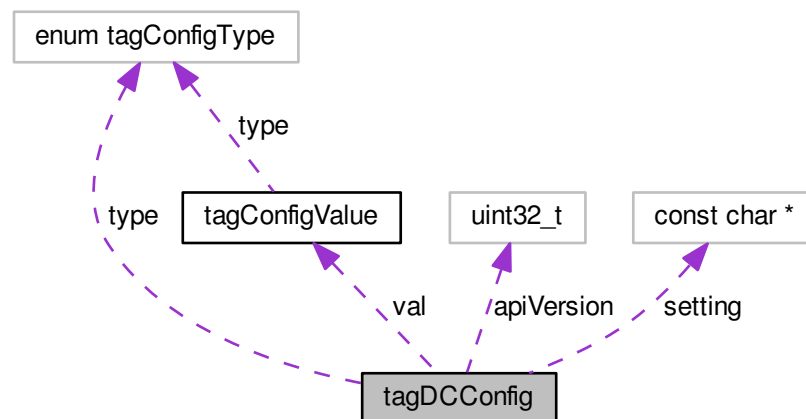 enum tagConfigType
type
type
tagConfigValue
uint32_t
const char *
val
apiVersion
setting
tagDCConfig